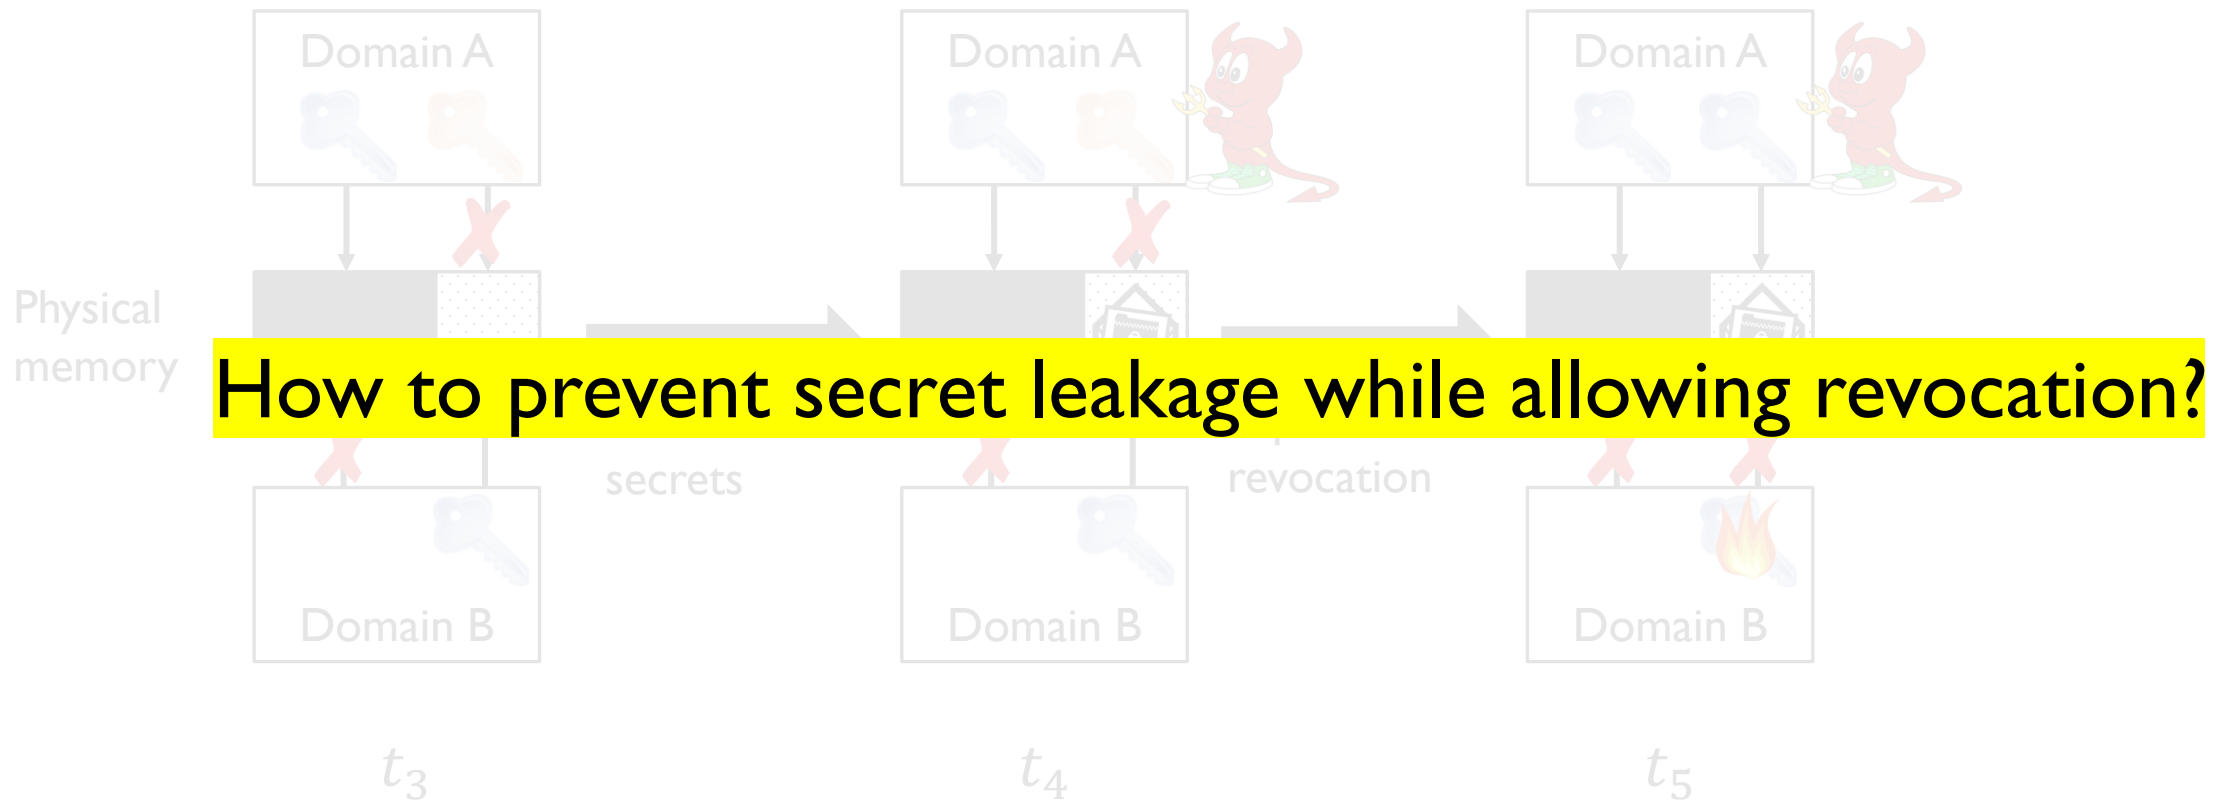 Domain A
Domain A
Domain A
Physical
memory
How to prevent secret leakage while allowing revocation?
secrets
revocation
Domain B
Domain B
Domain B
t₃
t₄
t₅